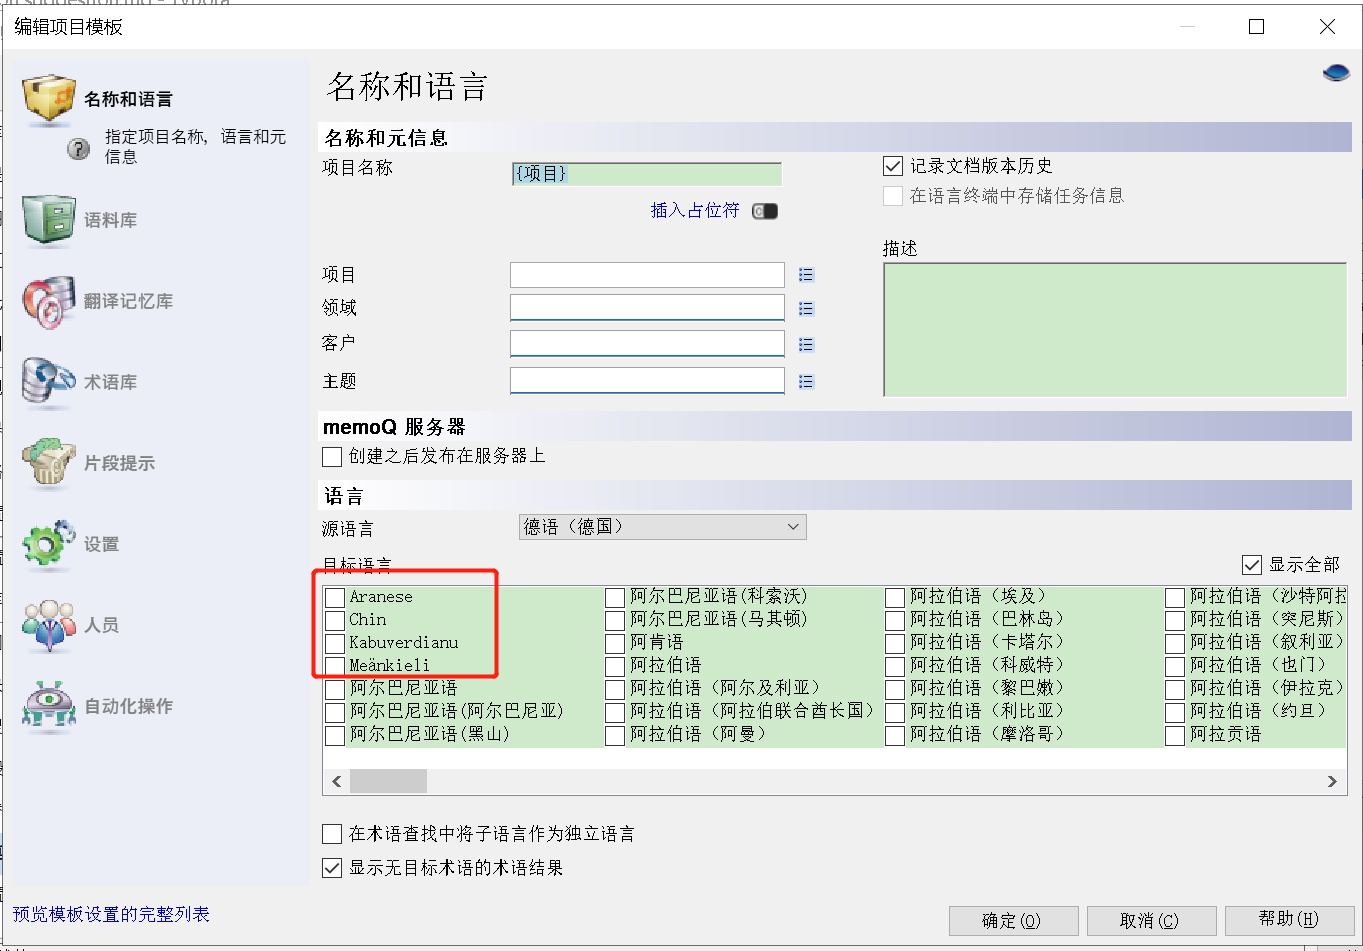 编辑项目模板
名称和语言
指定项目名称, 语言和元
信息
语料库
翻译记忆库
术语库
片段提示
设置
人员
自动化操作
预览模板设置的完整列表
名称和语言
名称和元信息
项目名称
{项目}
插入占位符
记录文档版本历史
在语言终端中存储任务信息
项目
领域
客户
主题
描述
memoQ 服务器
创建之后发布在服务器上
语言
源语言
德语（德国）
目标语言
显示全部
Aranese
Chin
Kabuverdianu
Meänkieli
阿尔巴尼亚语
阿尔巴尼亚语(阿尔巴尼亚)
阿尔巴尼亚语(黑山)
阿尔巴尼亚语(科索沃)
阿尔巴尼亚语(马其顿)
阿肯语
阿拉伯语
阿拉伯语（阿尔及利亚）
阿拉伯语（阿拉伯联合酋长国）
阿拉伯语（阿曼）
阿拉伯语（埃及）
阿拉伯语（巴林岛）
阿拉伯语（卡塔尔）
阿拉伯语（科威特）
阿拉伯语（黎巴嫩）
阿拉伯语（利比亚）
阿拉伯语（摩洛哥）
阿拉伯语（沙特阿拉
阿拉伯语（突尼斯）
阿拉伯语（叙利亚）
阿拉伯语（也门）
阿拉伯语（伊拉克）
阿拉伯语（约旦）
阿拉贡语
在术语查找中将子语言作为独立语言
显示无目标术语的术语结果
确定(O)
取消(C)
帮助(H)